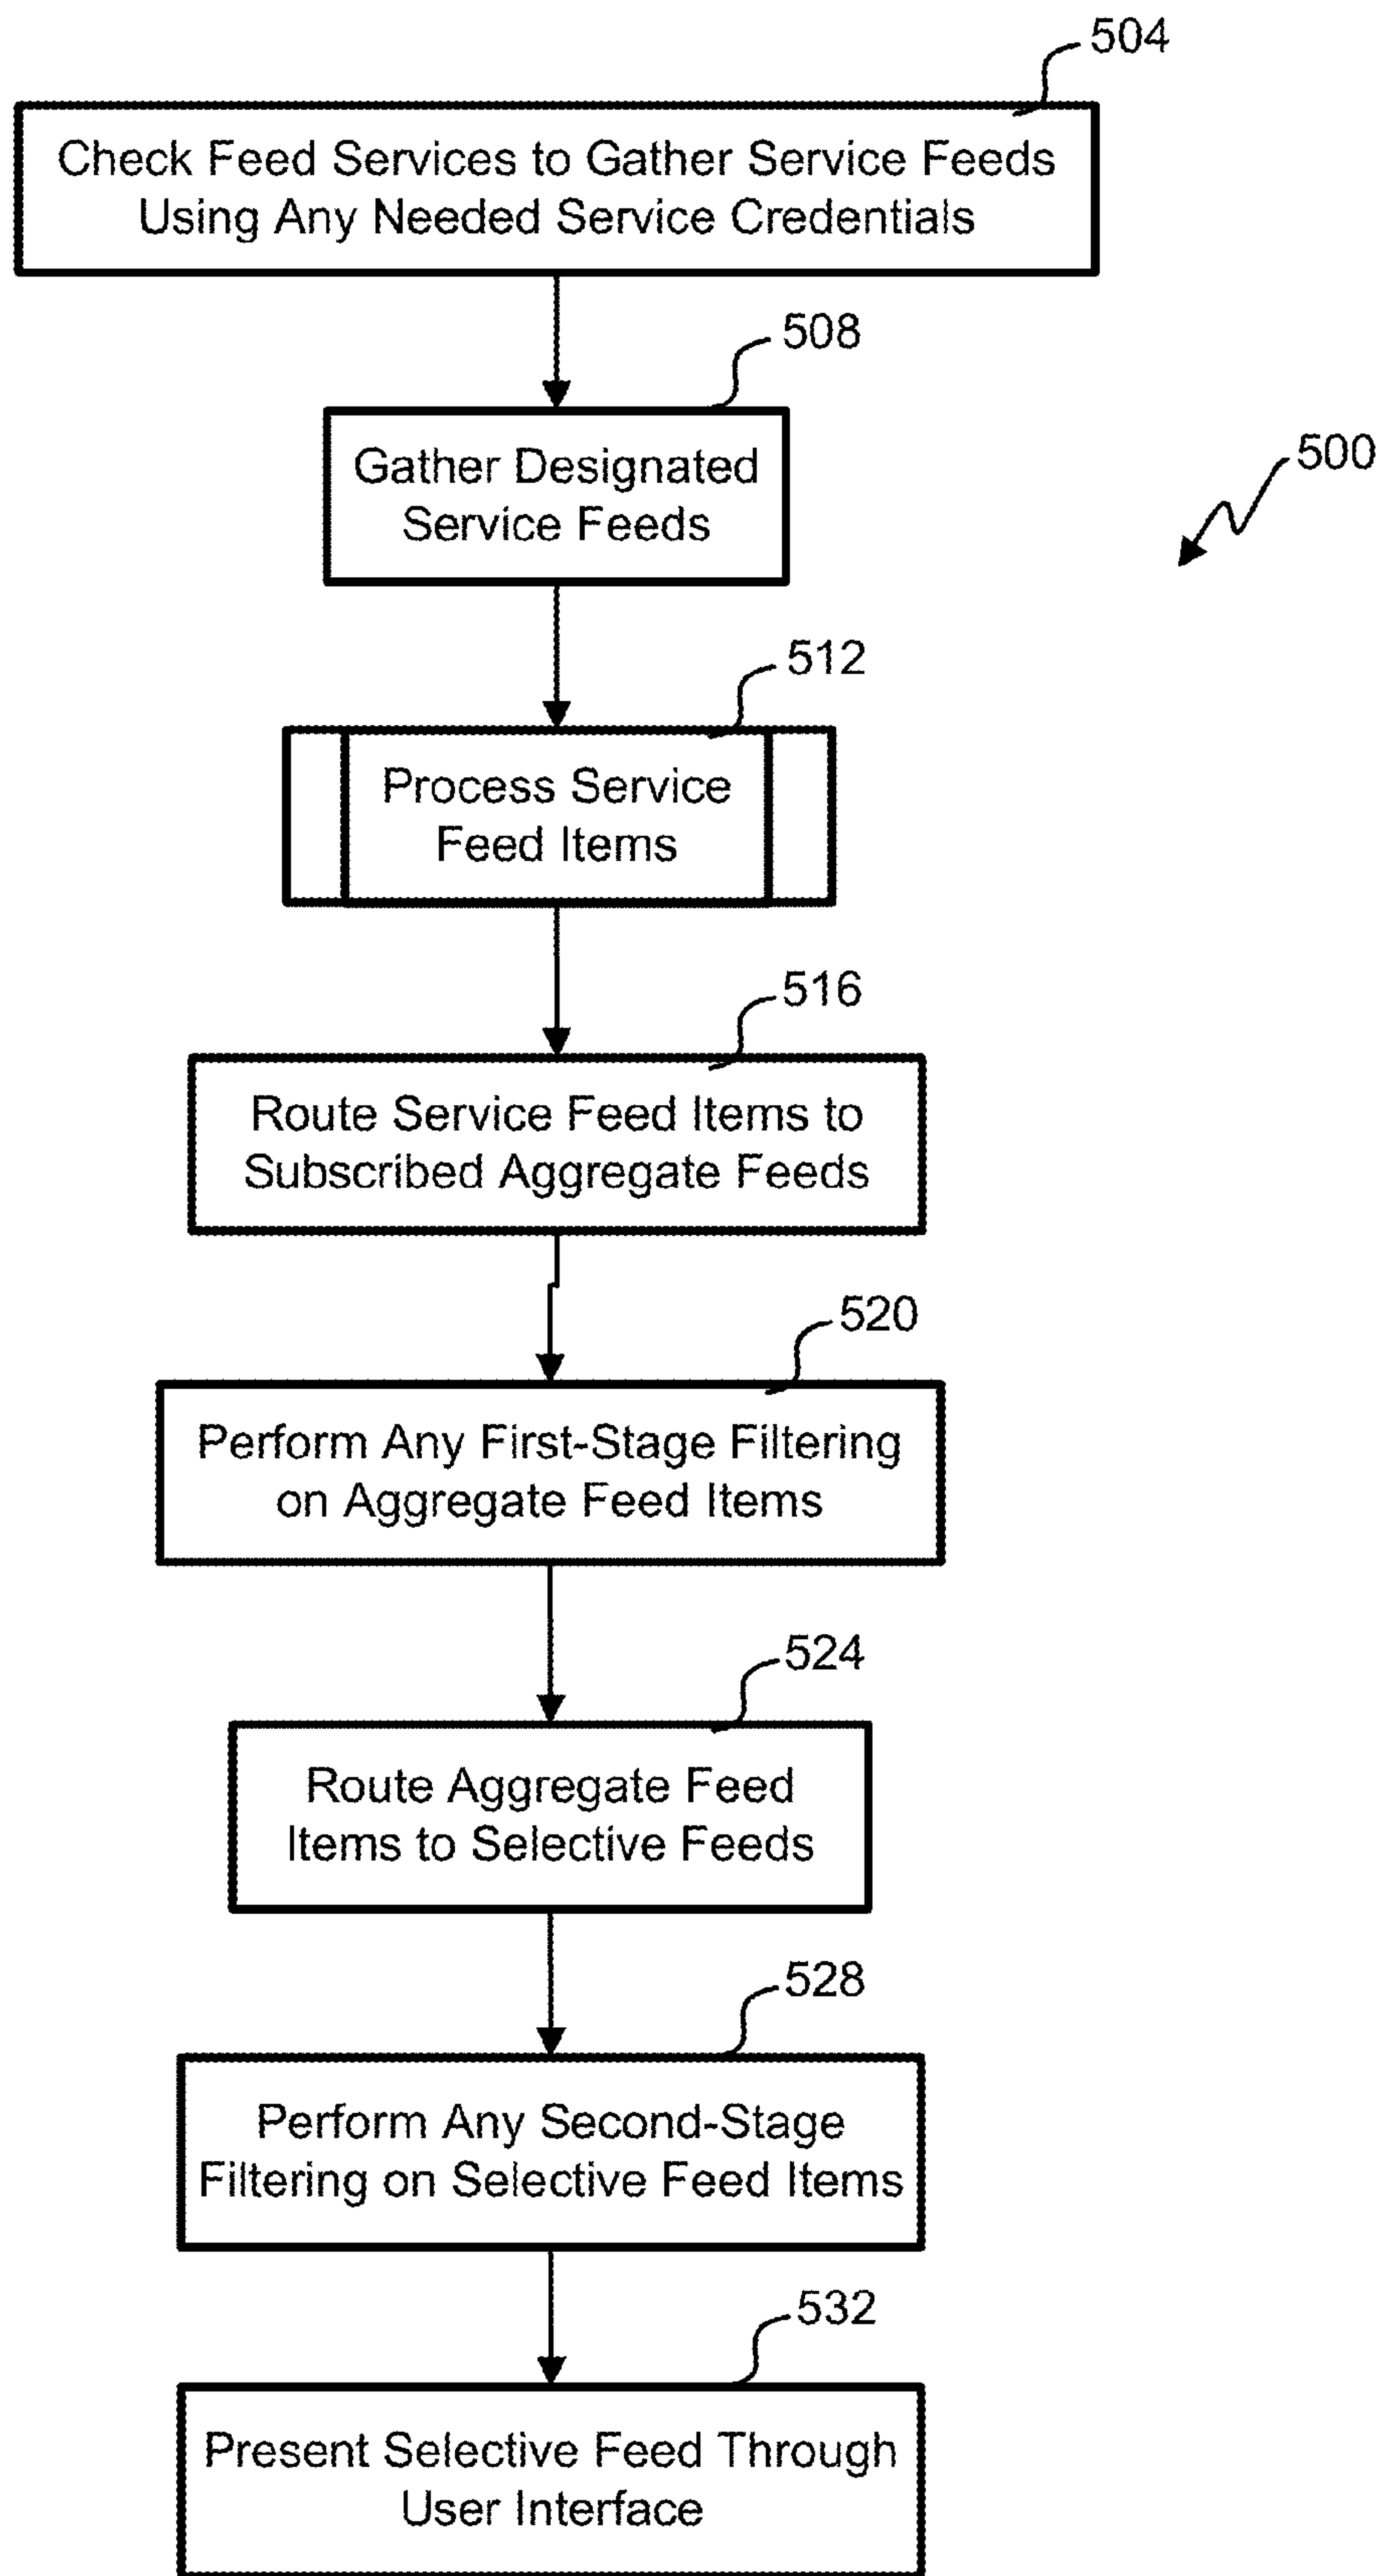 504
Check Feed Services to Gather Service Feeds
Using Any Needed Service Credentials
508
Gather Designated
Service Feeds
500
512
Process Service
Feed Items
516
Route Service Feed Items to
Subscribed Aggregate Feeds
520
Perform Any First-Stage Filtering
on Aggregate Feed Items
524
Route Aggregate Feed
Items to Selective Feeds
528
Perform Any Second-Stage
Filtering on Selective Feed Items
532
Present Selective Feed Through
User Interface